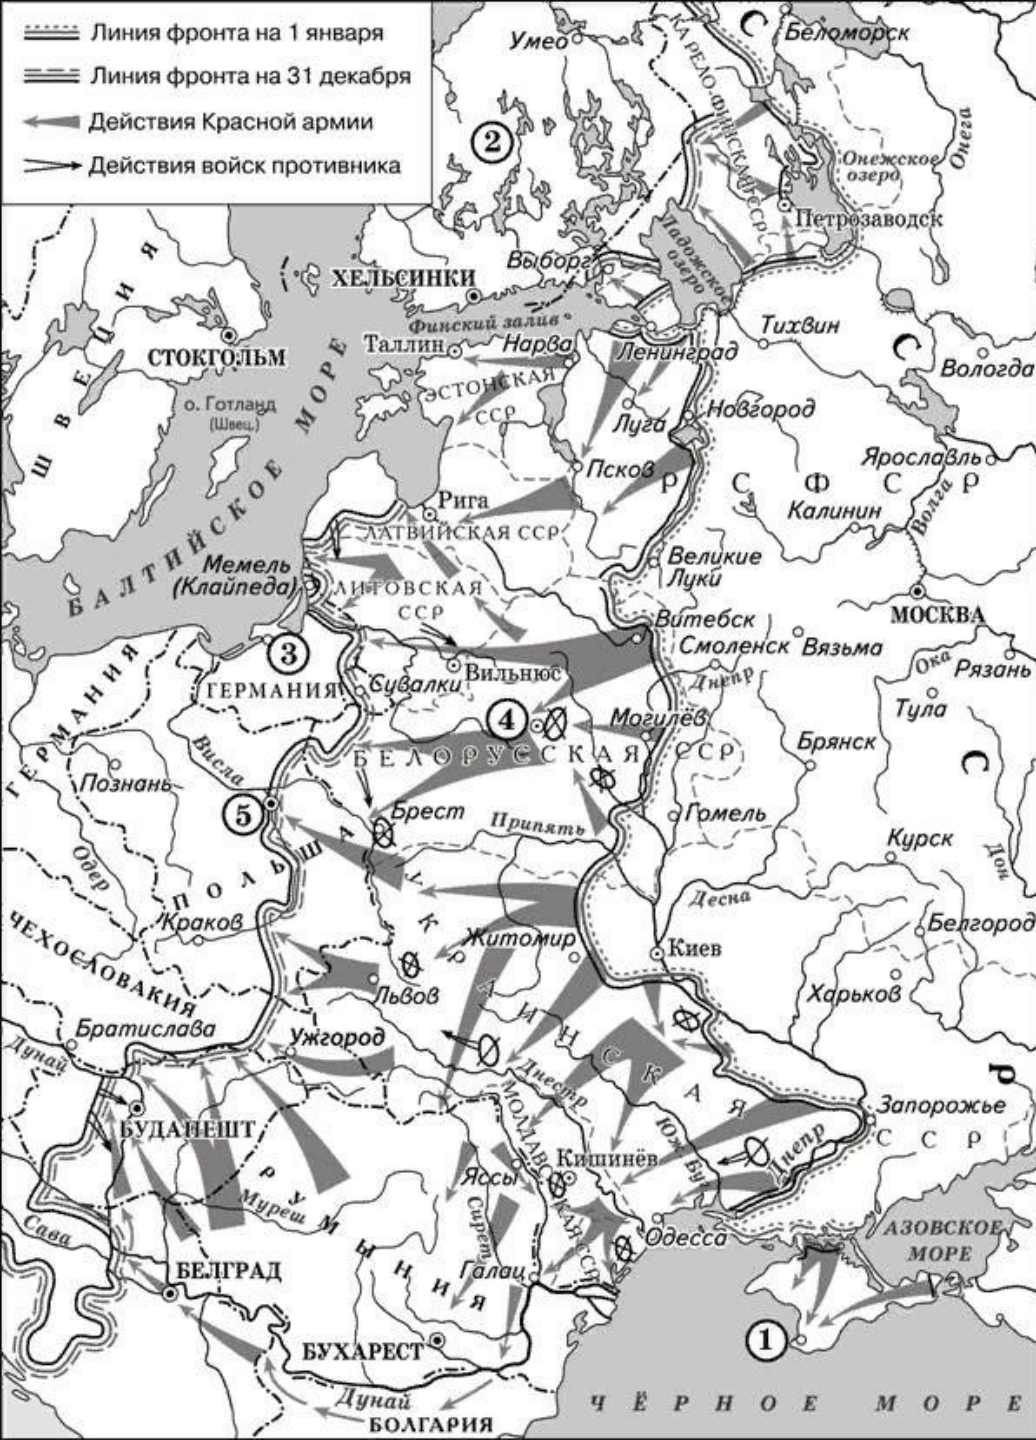 Линия фронта на 1 января
Линия фронта на 31 декабря
Действия Красной армии
Действия войск противника
Умео
Беломорск
С
КАРЕЛО-ФИНСКАЯ ССР
2
Онега
Онежское
озеро
Петрозаводск
Ладожское
озеро
Выборг
ХЕЛЬСИНКИ
ШВЕЦИЯ
СТОКГОЛЬМ
Финский залив
Таллин
Нарва
Ленинград
Тихвин
С
Вологда
ЭСТОНСКАЯ
ССР
о. Готланд
(Швец.)
БАЛТИЙСКОЕ МОРЕ
Луга
Новгород
Псков
Ярославль
Р С Ф С Р
Волга
Калинин
Рига
ЛАТВИЙСКАЯ ССР
Великие
Луки
Мемель
(Клайпеда)
ЛИТОВСКАЯ
ССР
МОСКВА
Витебск
Смоленск
Вязьма
Ока
Рязань
Днепр
Тула
3
Вильнюс
Сувалки
ГЕРМАНИЯ
ГЕРМАНИЯ
4
Могилёв
БЕЛОРУССКАЯ ССР
Брянск
С
Висла
Познань
5
Брест
Припять
Гомель
Курск
Дон
Одер
ПОЛЬША
Десна
Белгород
Краков
Житомир
Киев
ЧЕХОСЛОВАКИЯ
Львов
Харьков
УКРАИНСКАЯ ССР
Братислава
Ужгород
Дунай
Днестр
Р
БУДАПЕШТ
МОЛДАВСКАЯ ССР
Юж. Буг
Днепр
Запорожье
Яссы
Кишинёв
Муреш
Сирет
РУМЫНИЯ
Сава
Одесса
АЗОВСКОЕ
МОРЕ
БЕЛГРАД
Галац
1
БУХАРЕСТ
Дунай
БОЛГАРИЯ
ЧЁРНОЕ МОРЕ